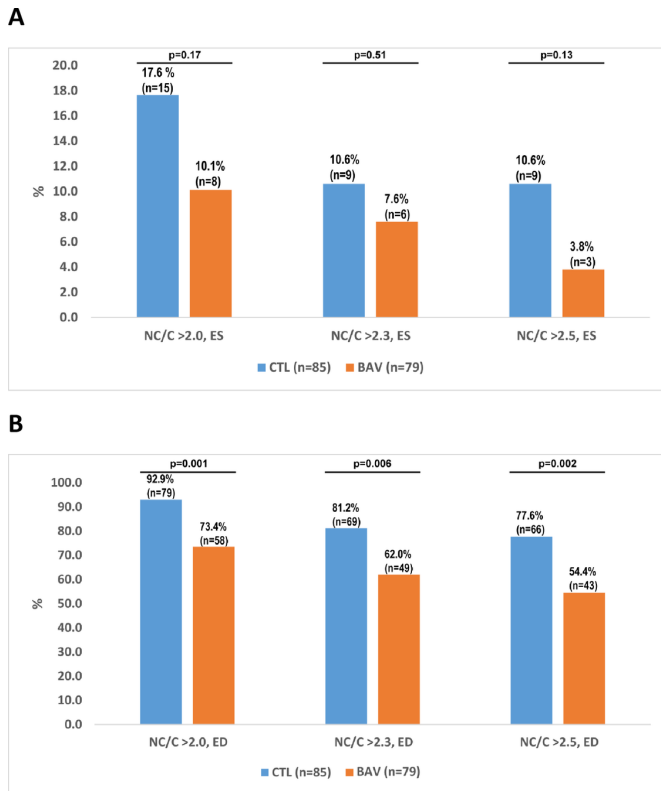 A
p=0.17 p=0.51 p=0.13
20.0
18.0
16.0
14.0
12.0
10.0
8.0
6.0
4.0
2.0
0.0
%
17.6 %
(n=15)
10.1%
(n=8)
10.6%
(n=9)
7.6%
(n=6)
10.6%
(n=9)
3.8%
(n=3)
NC/C >2.0, ES NC/C >2.3, ES NC/C >2.5, ES
CTL (n=85) BAV (n=79)
B
p=0.001 p=0.006 p=0.002
100.0
90.0
80.0
70.0
60.0
50.0
40.0
30.0
20.0
10.0
0.0
%
92.9%
(n=79)
73.4%
(n=58)
81.2%
(n=69)
62.0%
(n=49)
77.6%
(n=66)
54.4%
(n=43)
NC/C >2.0, ED NC/C >2.3, ED NC/C >2.5, ED
CTL (n=85) BAV (n=79)